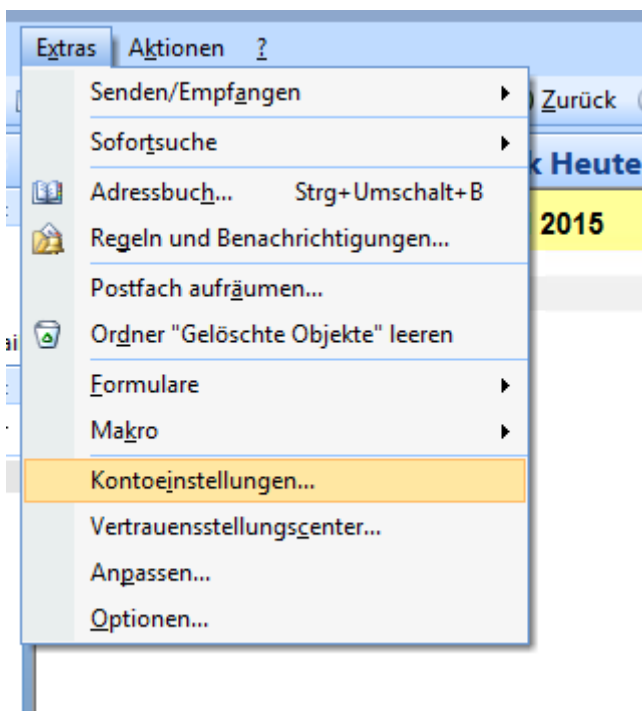 Extras Aktionen ?
Senden/Empfangen
Zurück
Sofortsuche
k Heute
Adressbuch... Strg+Umschalt+B
2015
Regeln und Benachrichtigungen...
Postfach aufräumen...
ai
Ordner "Gelöschte Objekte" leeren
Formulare
Makro
Kontoeinstellungen...
Vertrauensstellungscenter...
Anpassen...
Optionen...